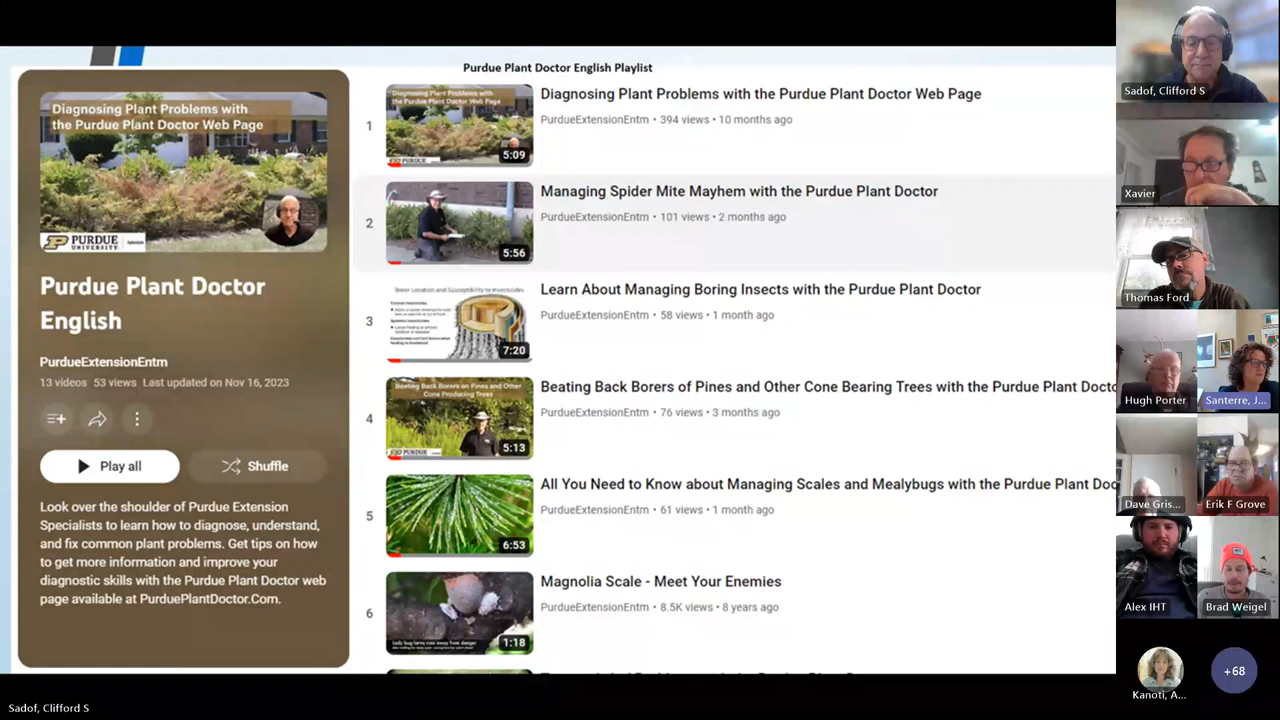 Purdue Plant Doctor English Playlist
Diagnosing Plant Problems with
the Purdue Plant Doctor Web Page
PURDUE
UNIVERSITY
Extension
Purdue Plant Doctor
English
PurdueExtensionEntm
13 videos 53 views Last updated on Nov 16, 2023
Play all
Shuffle
Look over the shoulder of Purdue Extension
Specialists to learn how to diagnose, understand,
and fix common plant problems. Get tips on how
to get more information and improve your
diagnostic skills with the Purdue Plant Doctor web
page available at PurduePlantDoctor.Com.
1
Diagnosing Plant Problems with
the Purdue Plant Doctor Web Page
PURDUE
5:09
Diagnosing Plant Problems with the Purdue Plant Doctor Web Page
PurdueExtensionEntm • 394 views • 10 months ago
2
5:56
Managing Spider Mite Mayhem with the Purdue Plant Doctor
PurdueExtensionEntm • 101 views • 2 months ago
3
Borer Location and Susceptibility to Insecticides
7:20
Learn About Managing Boring Insects with the Purdue Plant Doctor
PurdueExtensionEntm • 58 views • 1 month ago
4
Beating Back Borers of Pines and Other
Cone Producing Trees
5:13
Beating Back Borers of Pines and Other Cone Bearing Trees with the Purdue Plant Docto
PurdueExtensionEntm • 76 views • 3 months ago
5
6:53
All You Need to Know about Managing Scales and Mealybugs with the Purdue Plant Doc
PurdueExtensionEntm • 61 views • 1 month ago
6
1:18
Magnolia Scale - Meet Your Enemies
PurdueExtensionEntm • 8.5K views • 8 years ago
Sadof, Clifford S
Xavier
Thomas Ford
Hugh Porter
Santerre, J...
Dave Gris...
Erik F Grove
Alex IHT
Brad Weigel
Kanoti, A...
+68
Sadof, Clifford S